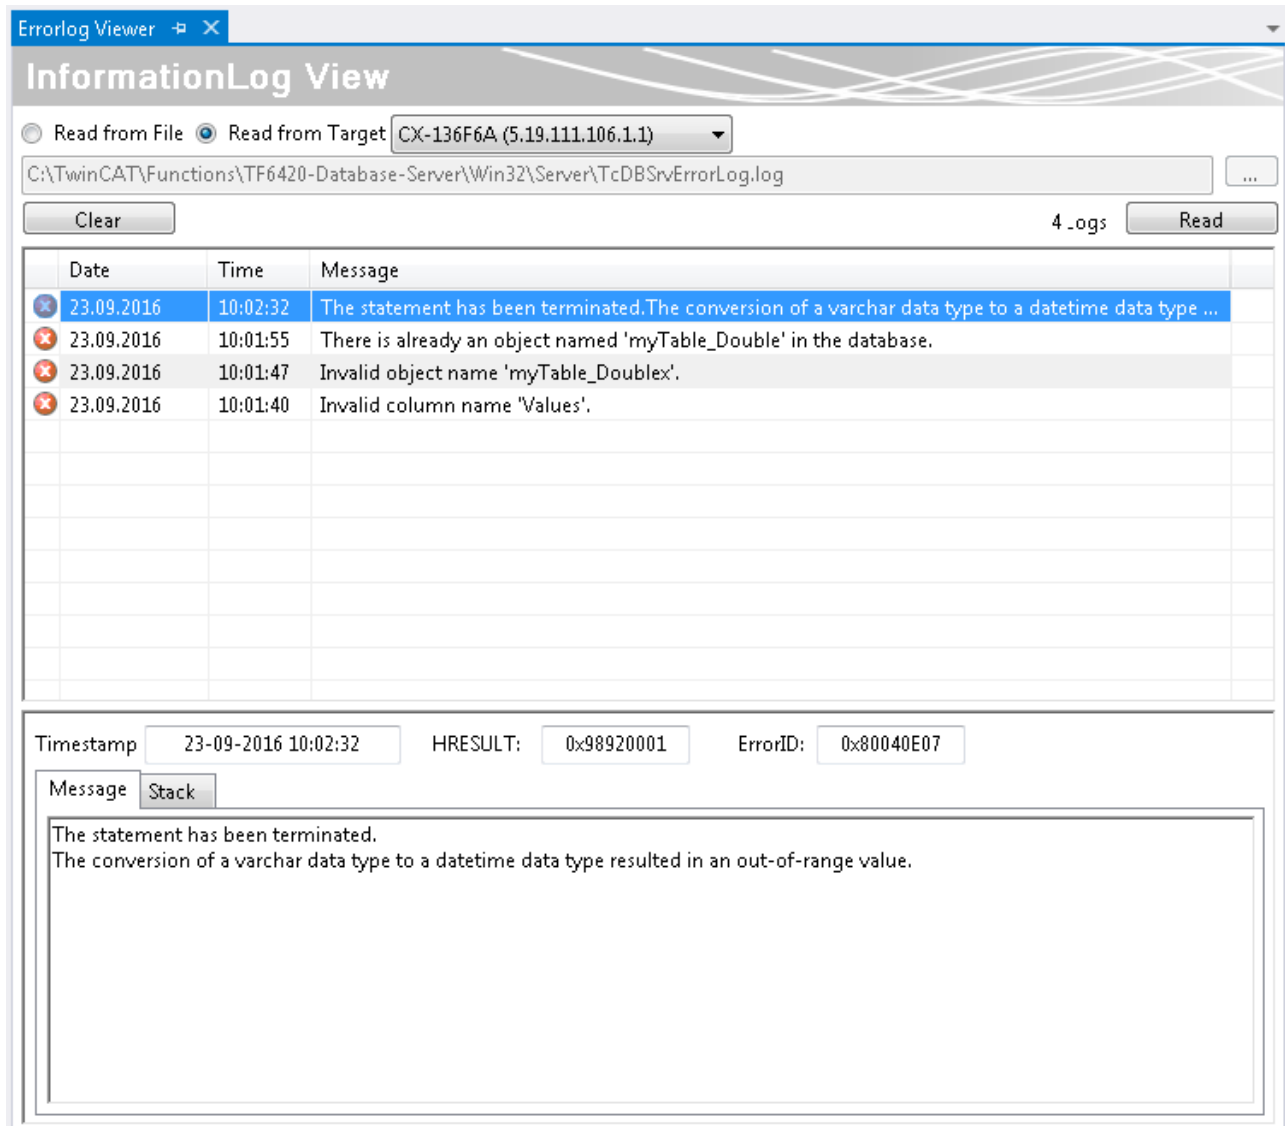 Errorlog Viewer
InformationLog View
Read from File Read from Target CX-136F6A (5.19.111.106.1.1)
C:\TwinCAT\Functions\TF6420-Database-Server\Win32\Server\TcDBSrvErrorLog.log ...
Clear 4 Logs Read
Date Time Message
23.09.2016 10:02:32 The statement has been terminated.The conversion of a varchar data type to a datetime data type ...
23.09.2016 10:01:55 There is already an object named 'myTable_Double' in the database.
23.09.2016 10:01:47 Invalid object name 'myTable_Doublex'.
23.09.2016 10:01:40 Invalid column name 'Values'.
Timestamp 23-09-2016 10:02:32 HRESULT: 0x98920001 ErrorID: 0x80040E07
Message Stack
The statement has been terminated.
The conversion of a varchar data type to a datetime data type resulted in an out-of-range value.